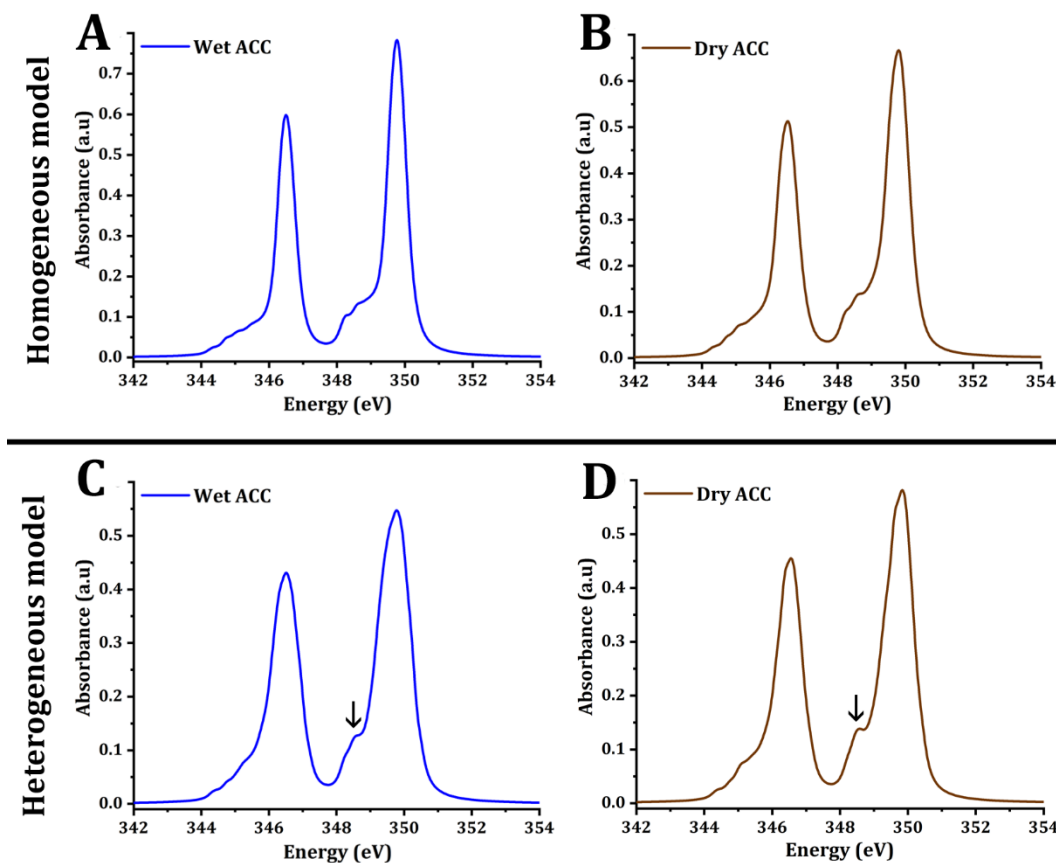 Homogeneous model
A
Wet ACC
Absorbance (a.u)
0.7
0.6
0.5
0.4
0.3
0.2
0.1
0.0
342 344 346 348 350 352 354
Energy (eV)
B
Dry ACC
Absorbance (a.u)
0.6
0.5
0.4
0.3
0.2
0.1
0.0
342 344 346 348 350 352 354
Energy (eV)
Heterogeneous model
C
Wet ACC
Absorbance (a.u)
0.5
0.4
0.3
0.2
0.1
0.0
342 344 346 348 350 352 354
Energy (eV)
D
Dry ACC
Absorbance (a.u)
0.5
0.4
0.3
0.2
0.1
0.0
342 344 346 348 350 352 354
Energy (eV)